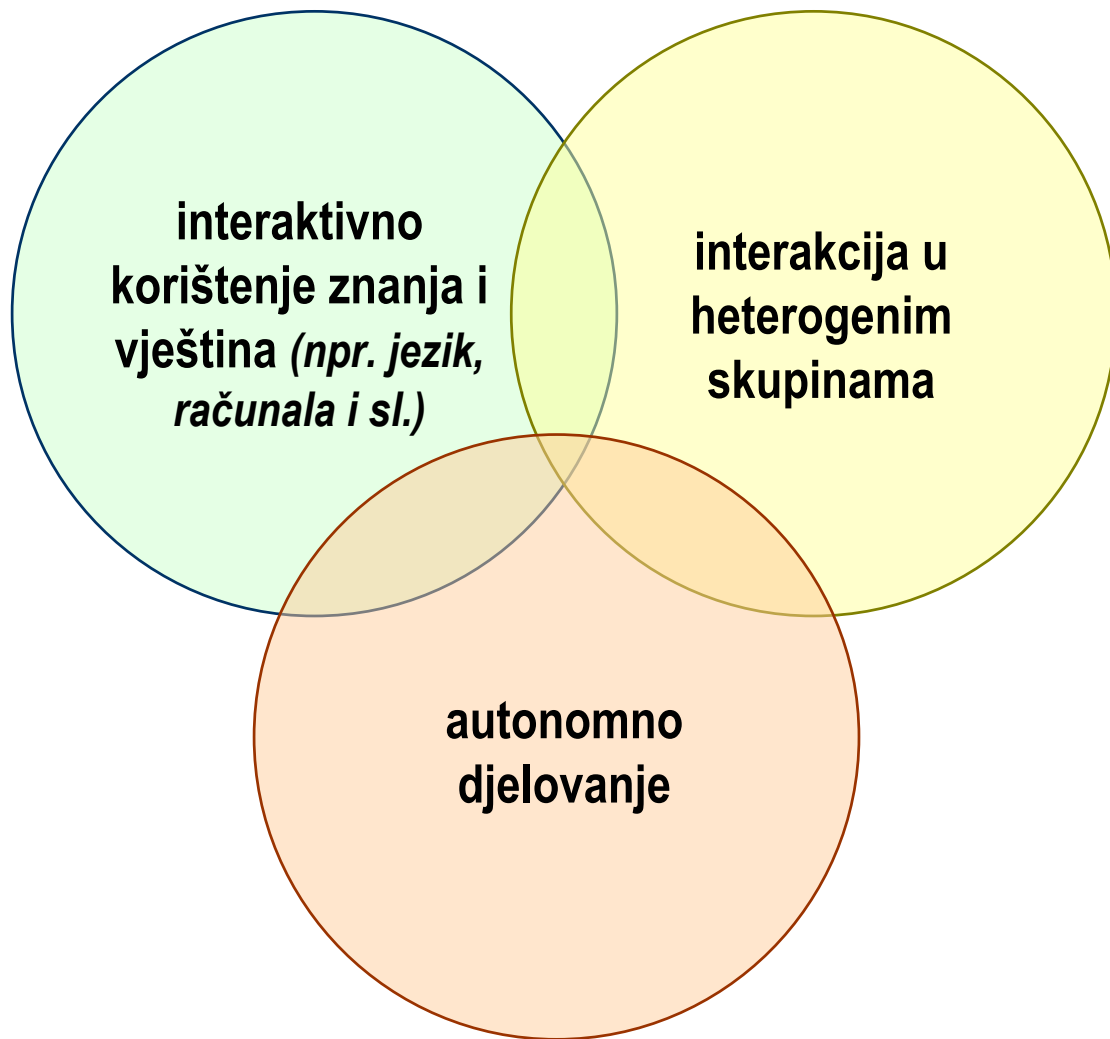 interaktivno
korištenje znanja i
vještina (npr. jezik,
računala i sl.)
interakcija u
heterogenim
skupinama
autonomno
djelovanje